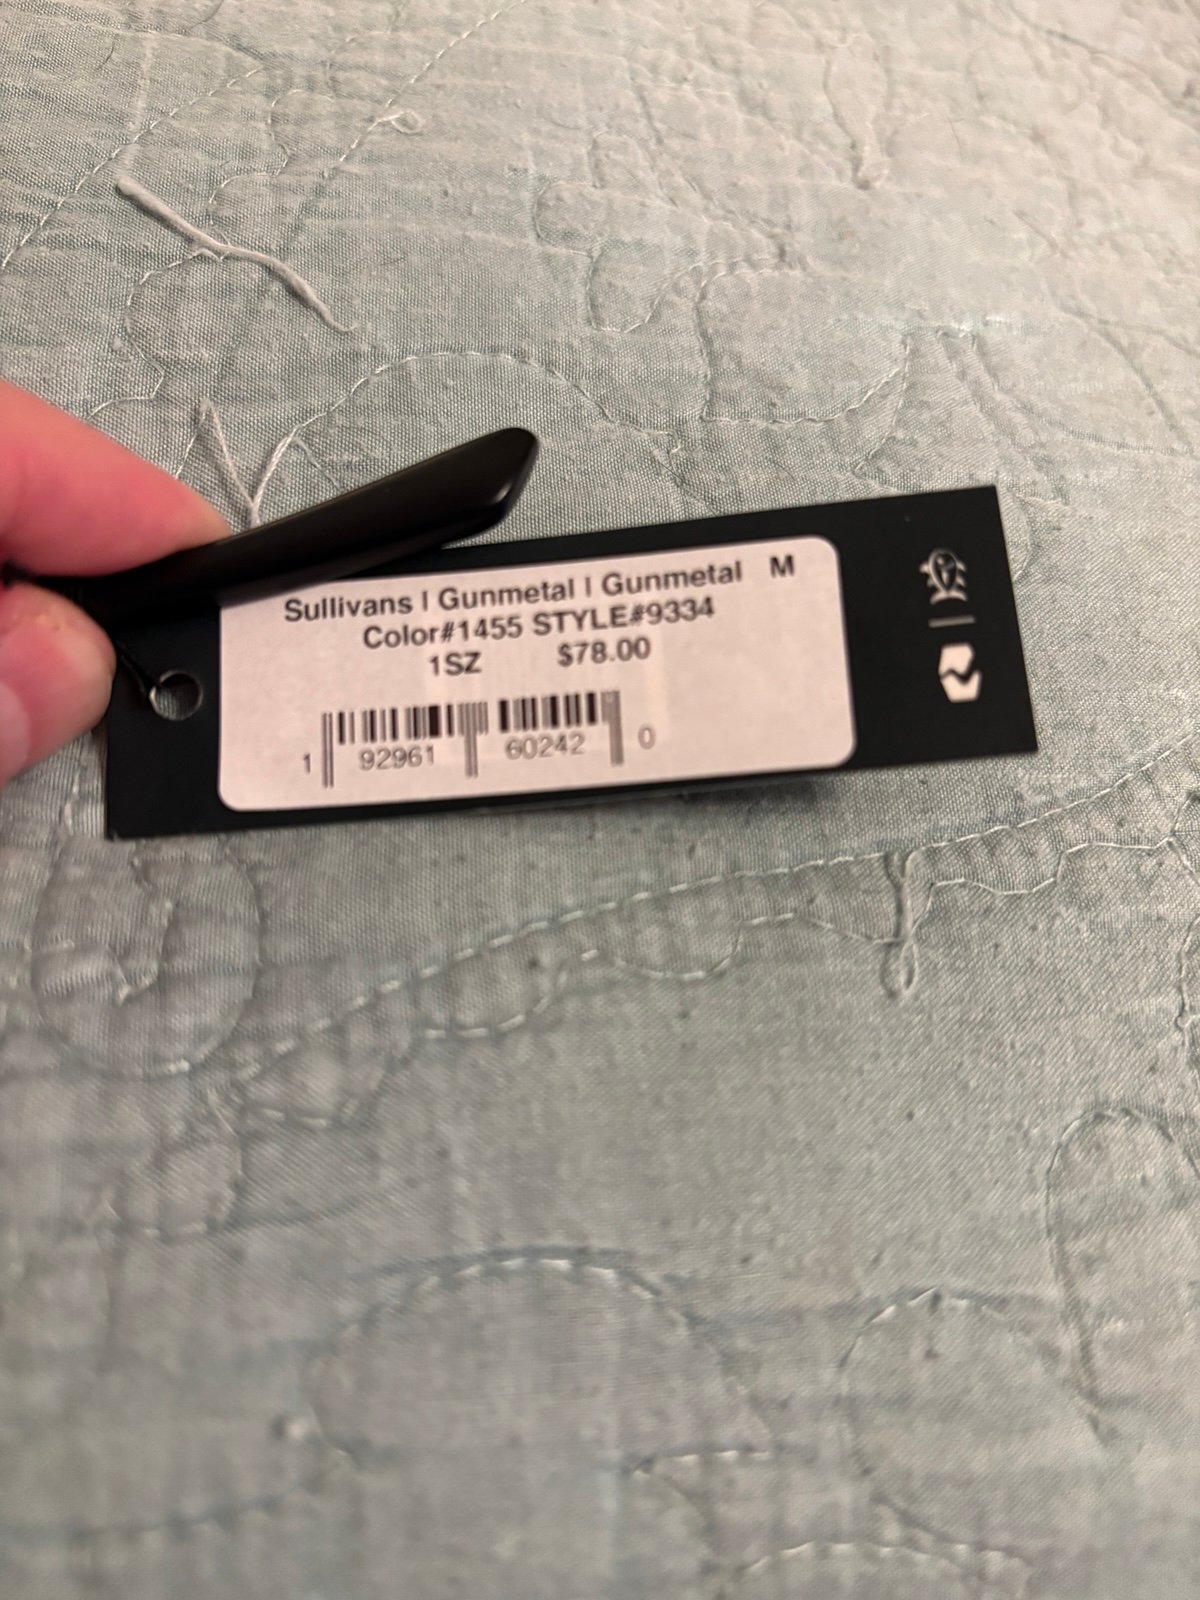 Sullivans | Gunmetal | Gunmetal M
Color#1455 STYLE#9334
1SZ $78.00
1 92961 60242 0